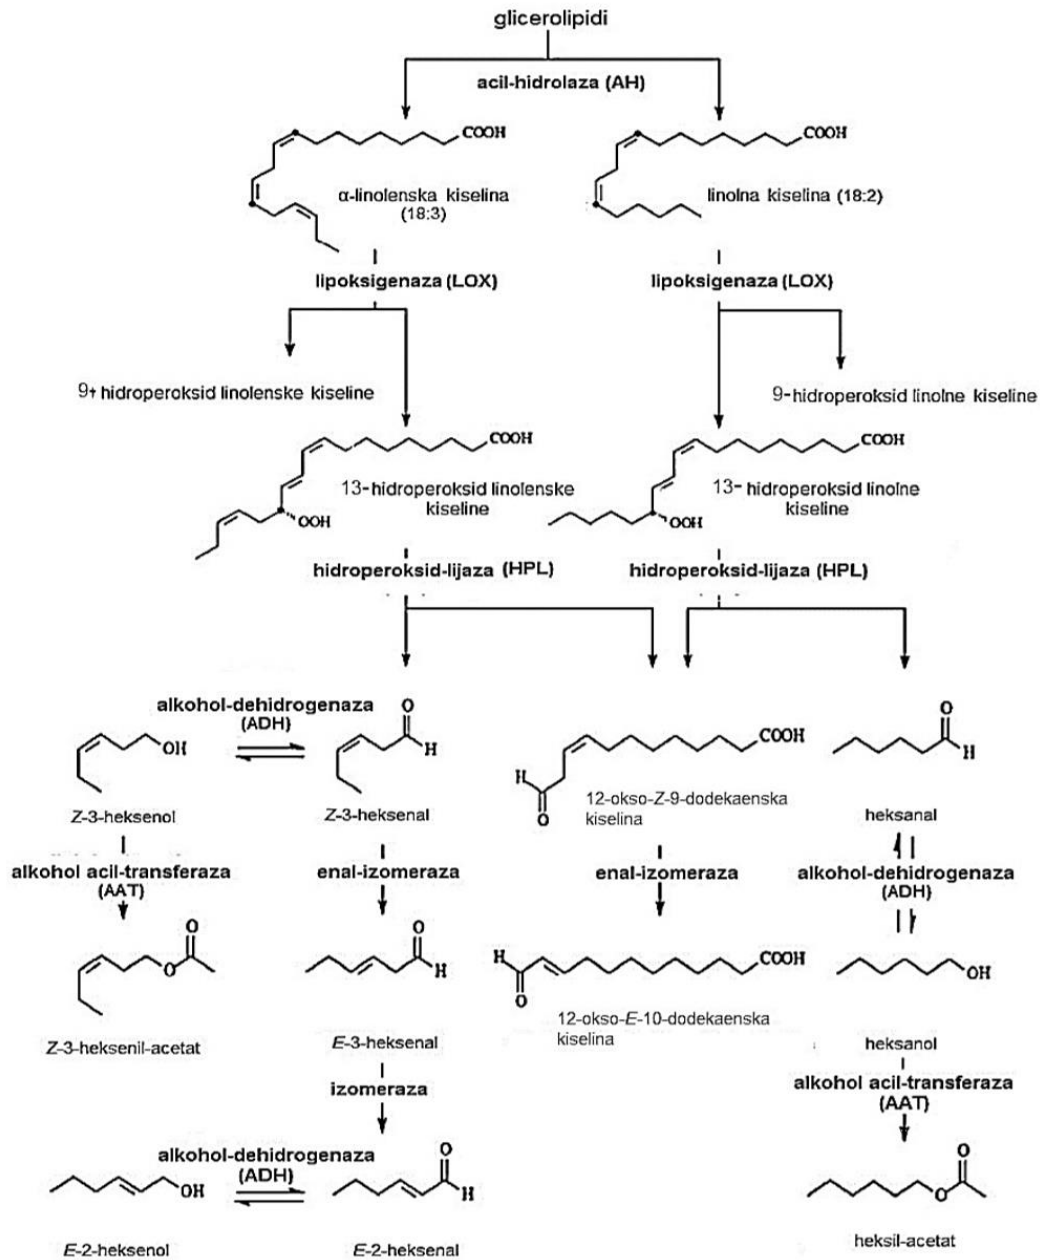 glicerolipidi
acil-hidrolaza (AH)
COOH
COOH
α-linolenska kiselina
(18:3)
linolna kiselina (18:2)
lipoksigenaza (LOX)
lipoksigenaza (LOX)
9- hidroperoksid linolenske kiseline
9-hidroperoksid linolne kiseline
COOH
COOH
13-hidroperoksid linolenske
kiseline
13- hidroperoksid linolne
kiseline
OOH
OOH
hidroperoksid-lijaza (HPL)
hidroperoksid-lijaza (HPL)
alkohol-dehidrogenaza
(ADH)
OH
O
H
COOH
H
O
O
H
Z-3-heksenol
Z-3-heksenal
12-okso-Z-9-dodekaenska
kiselina
heksanal
alkohol acil-transferaza
(AAT)
enal-izomeraza
enal-izomeraza
alkohol-dehidrogenaza
(ADH)
O
O
O
H
H
O
COOH
OH
Z-3-heksenil-acetat
E-3-heksenal
12-okso-E-10-dodekaenska
kiselina
heksanol
izomeraza
alkohol acil-transferaza
(AAT)
alkohol-dehidrogenaza
(ADH)
OH
O
H
O
O
E-2-heksenol
E-2-heksenal
heksil-acetat